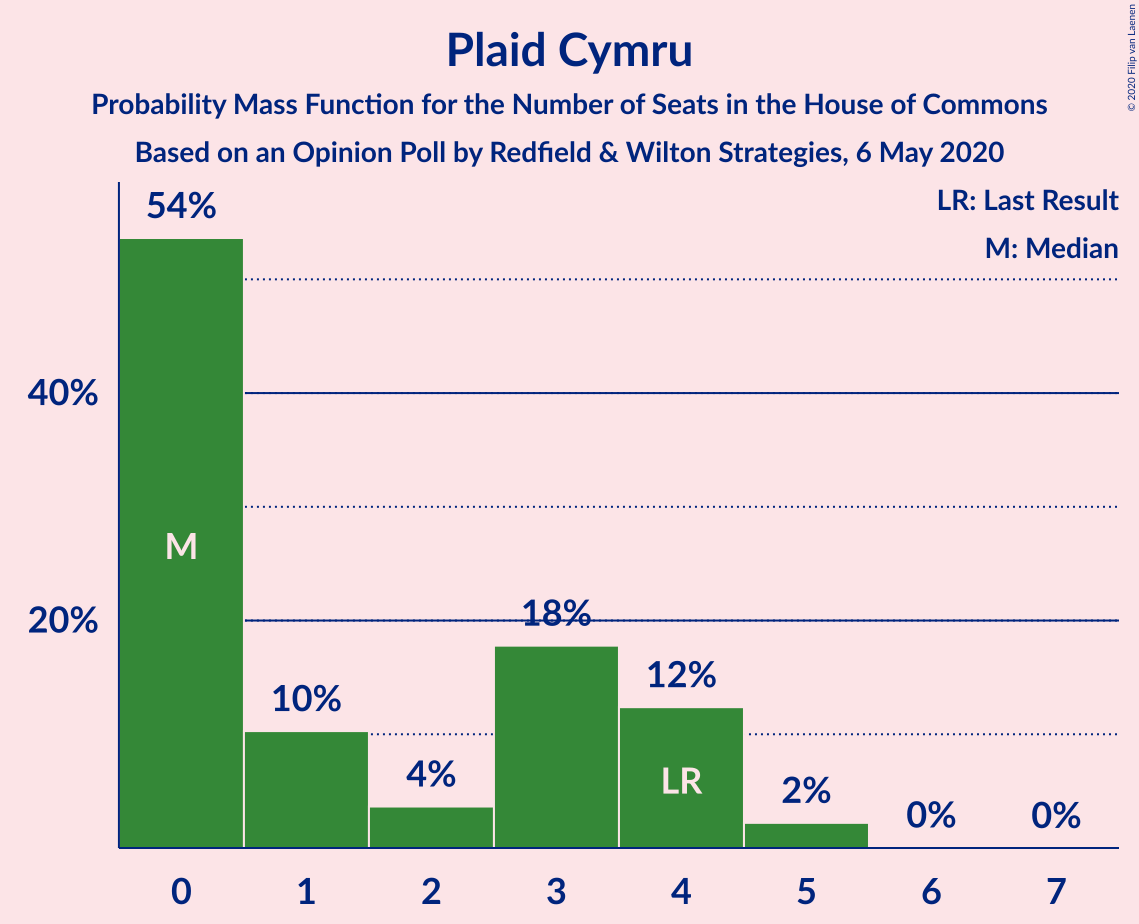 Plaid Cymru
Probability Mass Function for the Number of Seats in the House of Commons
Based on an Opinion Poll by Redfield & Wilton Strategies, 6 May 2020
© 2020 Filip van Laenen
LR: Last Result
M: Median
54%
40%
M
20%
18%
12%
10%
4%
LR
2%
0%
0%
0 1 2 3 4 5 6 7